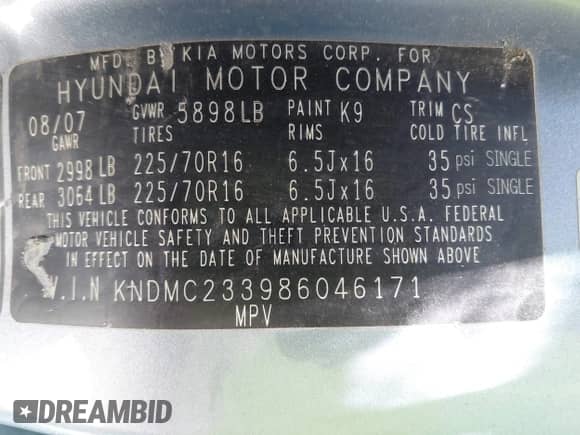 MFD BY KIA MOTORS CORP. FOR
HYUNDAI MOTOR COMPANY
08/07 GVWR 5898LB PAINT K9 TRIM CS
GAWR TIRES RIMS COLD TIRE INFL
FRONT 2998 LB 225/70R16 6.5Jx16 35 psi SINGLE
REAR 3064 LB 225/70R16 6.5Jx16 35 psi SINGLE
THIS VEHICLE CONFORMS TO ALL APPLICABLE U.S.A. FEDERAL
MOTOR VEHICLE SAFETY AND THEFT PREVENTION STANDARDS
IN EFFECT ON THE DATE OF MANUFACTURE SHOWN ABOVE
V.I.N KNDMC233986046171
MPV
DREAMBID